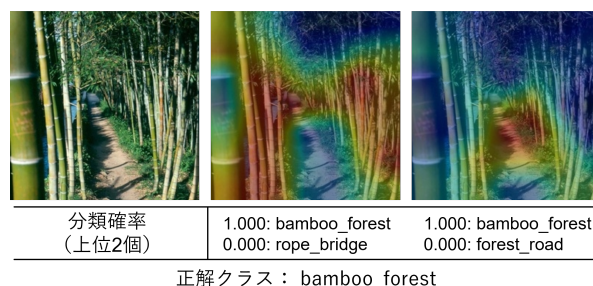 分類確率
（上位2個）
1.000: bamboo_forest
0.000: rope_bridge
1.000: bamboo_forest
0.000: forest_road
正解クラス： bamboo forest